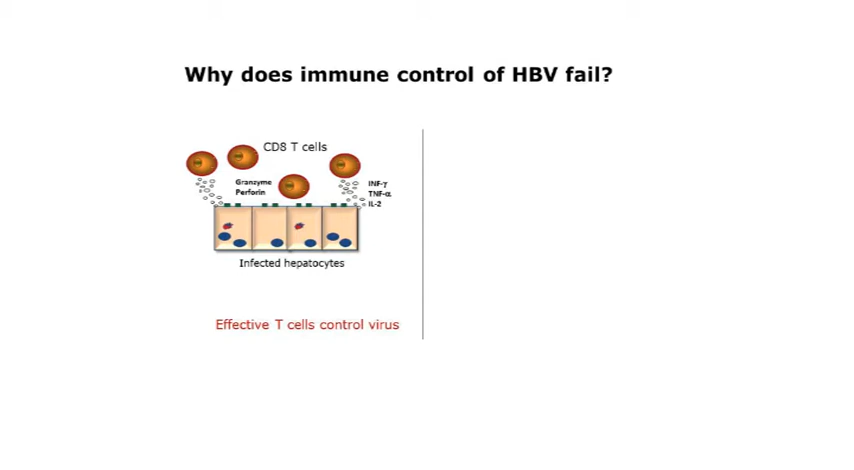 Why does immune control of HBV fail?
CD8 T cells
Granzyme
Perforin
INF-γ
TNF-α
IL-2
Infected hepatocytes
Effective T cells control virus